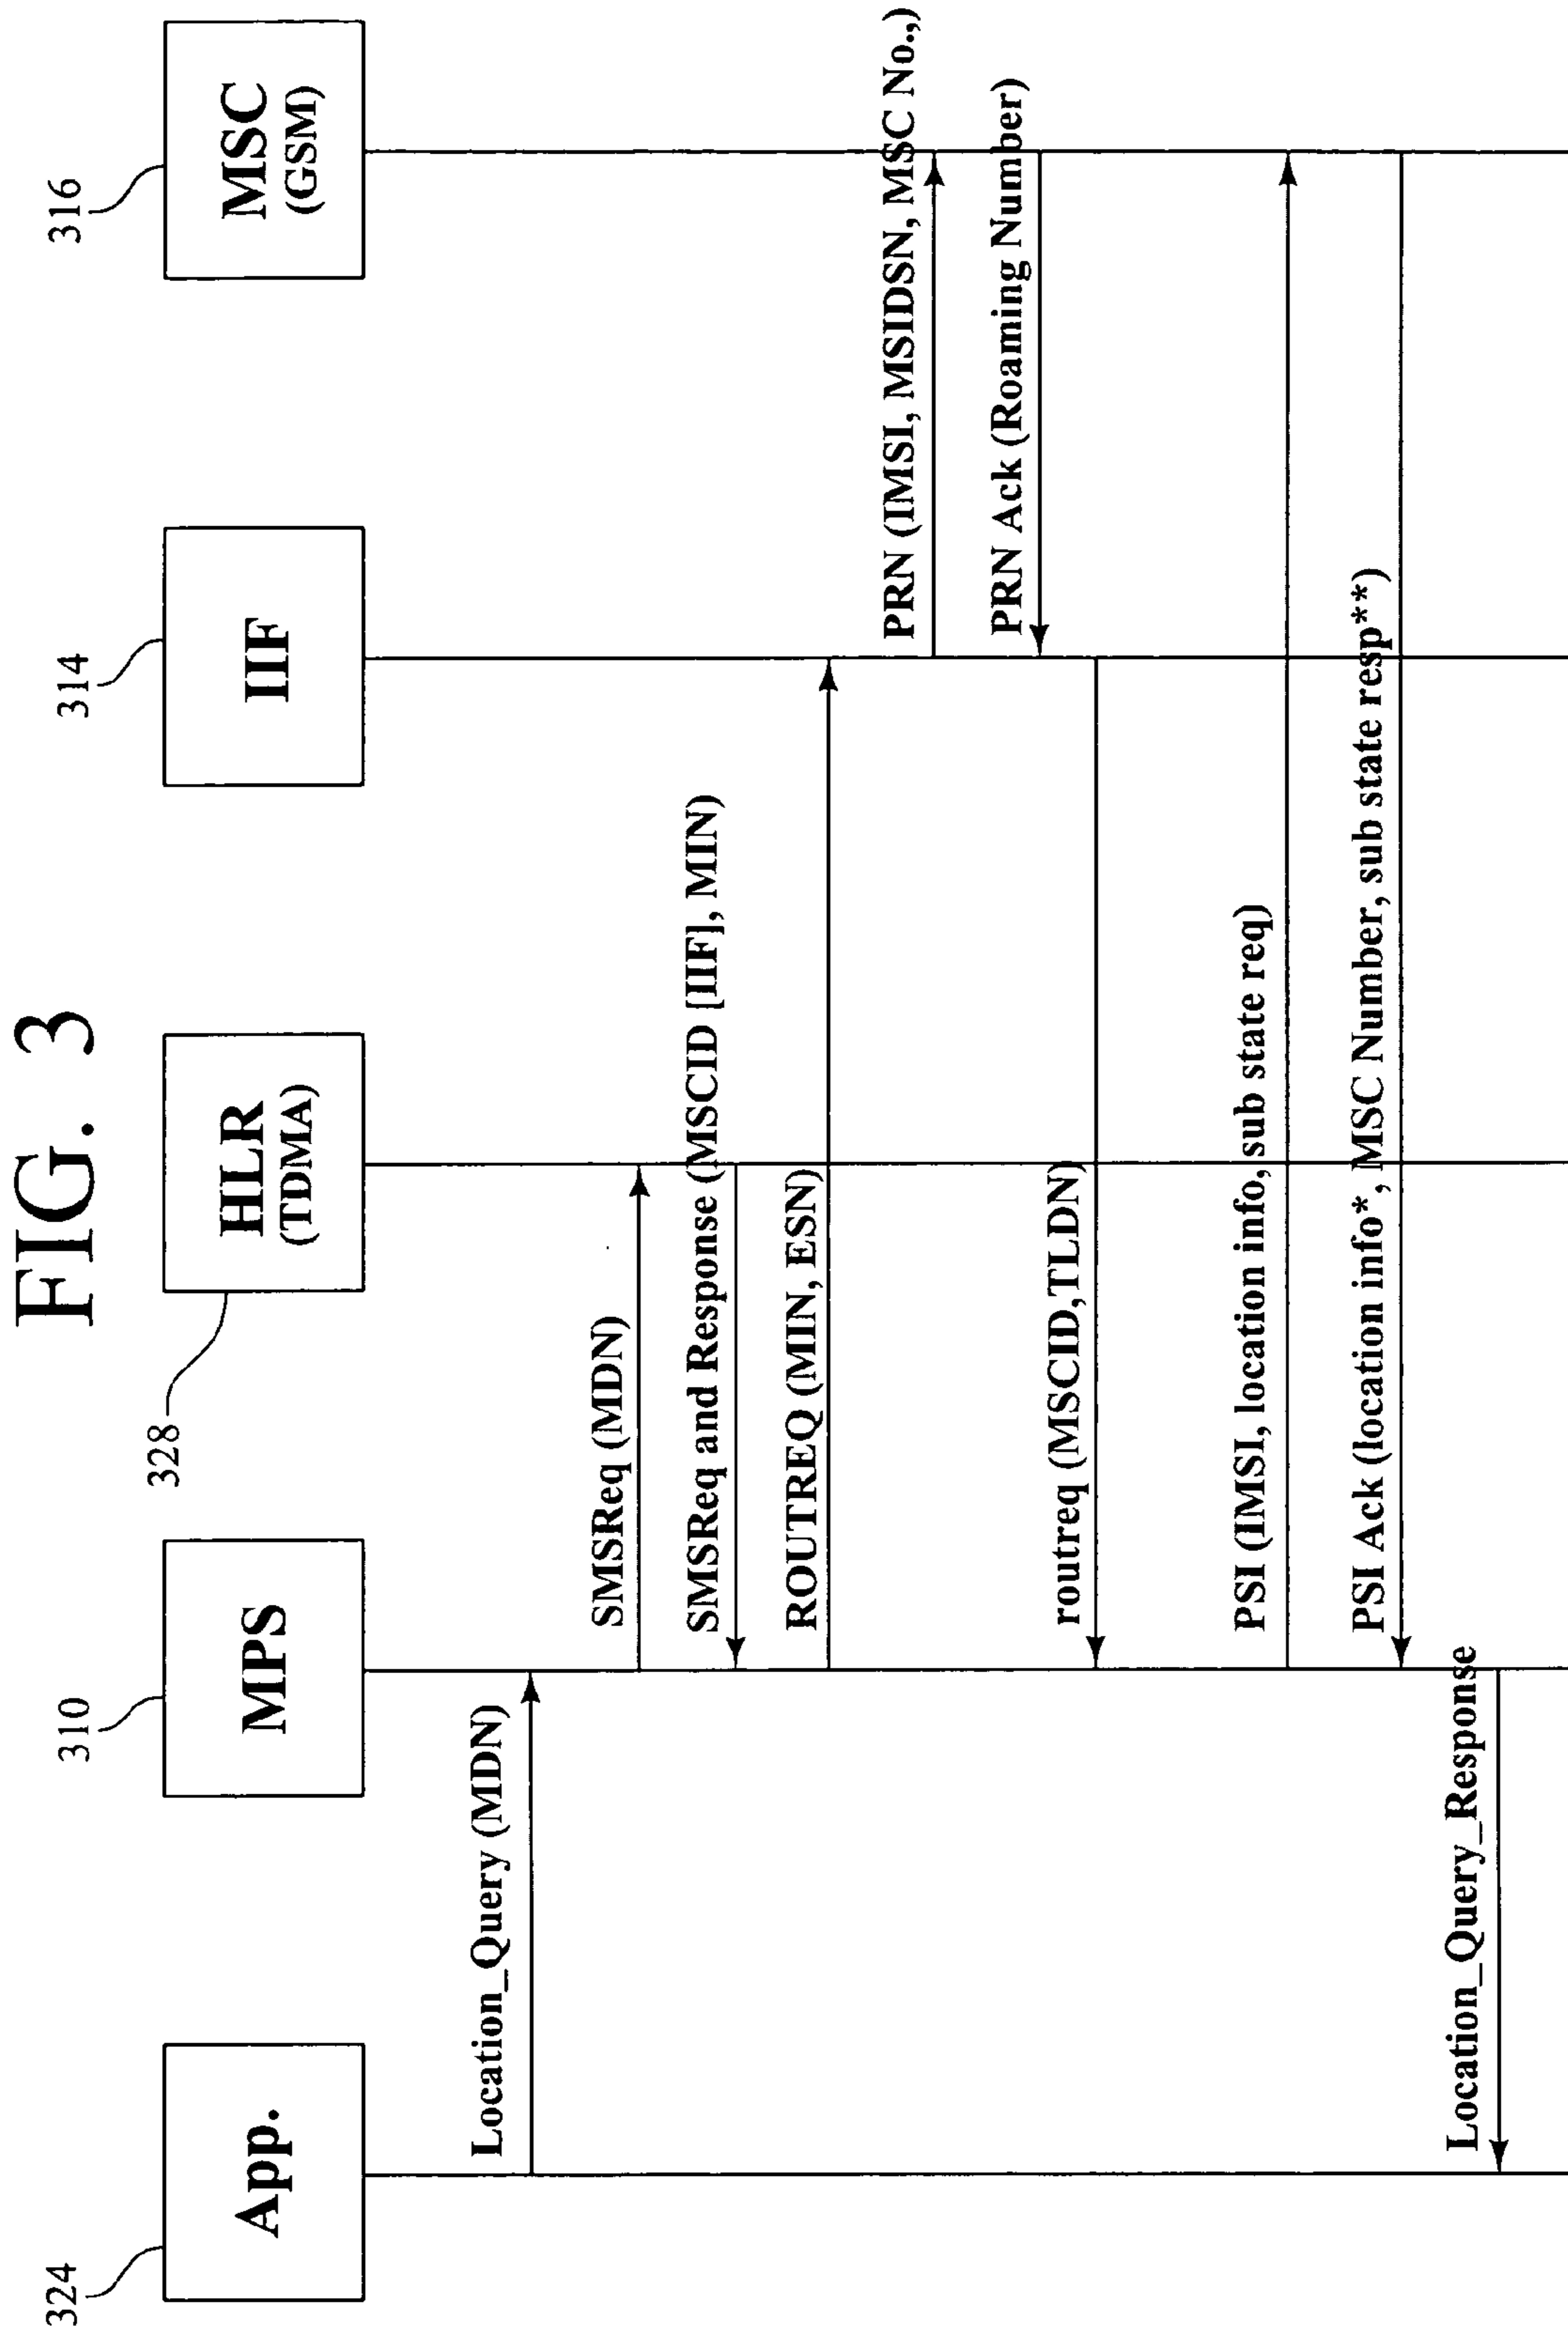 FIG. 3
324
App.
310
MPS
328
HLR
(TDMA)
314
IIF
316
MSC
(GSM)
Location_Query (MDN)
SMSReq (MDN)
SMSReq and Response (MSCID [IIF], MIN)
ROUTREQ (MIN, ESN)
PRN (IMSI, MSIDSN, MSC No.,)
PRN Ack (Roaming Number)
routreq (MSCID,TLDN)
PSI (IMSI, location info, sub state req)
PSI Ack (location info*, MSC Number, sub state resp**)
Location_Query_Response